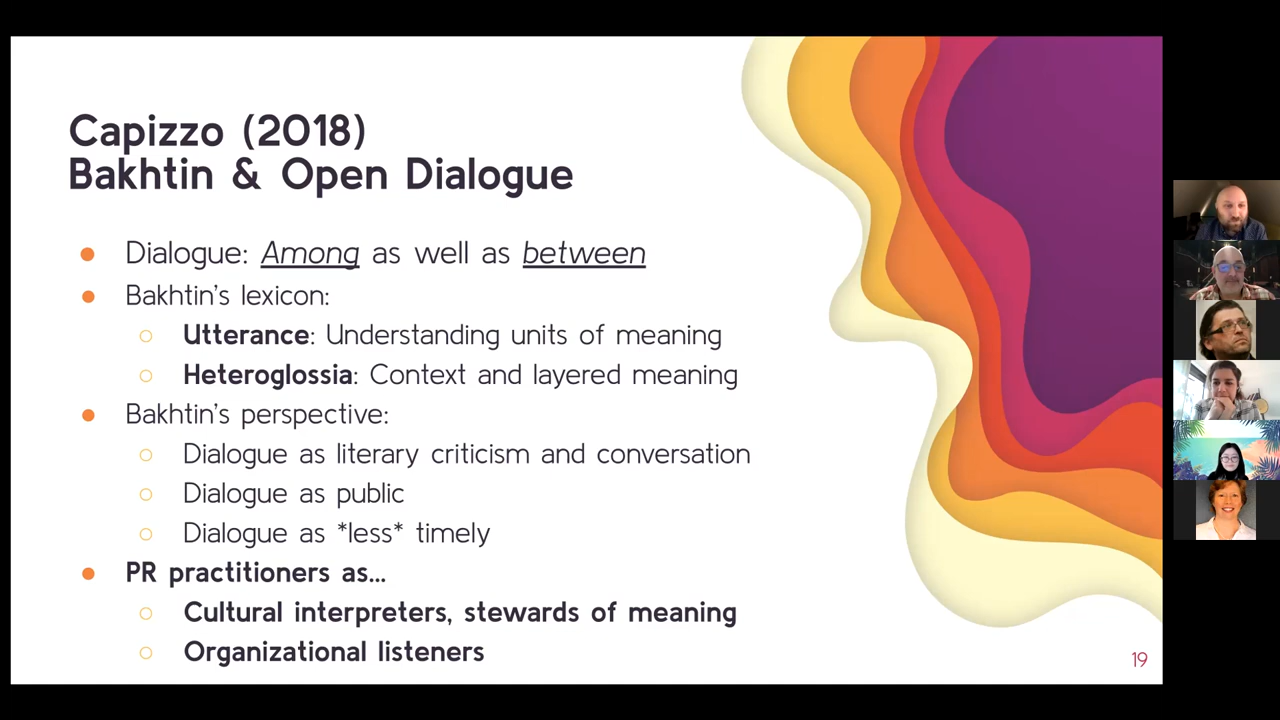 Capizzo (2018)
Bakhtin & Open Dialogue
● Dialogue: Among as well as between
● Bakhtin's lexicon:
○ Utterance: Understanding units of meaning
○ Heteroglossia: Context and layered meaning
● Bakhtin's perspective:
○ Dialogue as literary criticism and conversation
○ Dialogue as public
○ Dialogue as *less* timely
● PR practitioners as...
○ Cultural interpreters, stewards of meaning
○ Organizational listeners
19